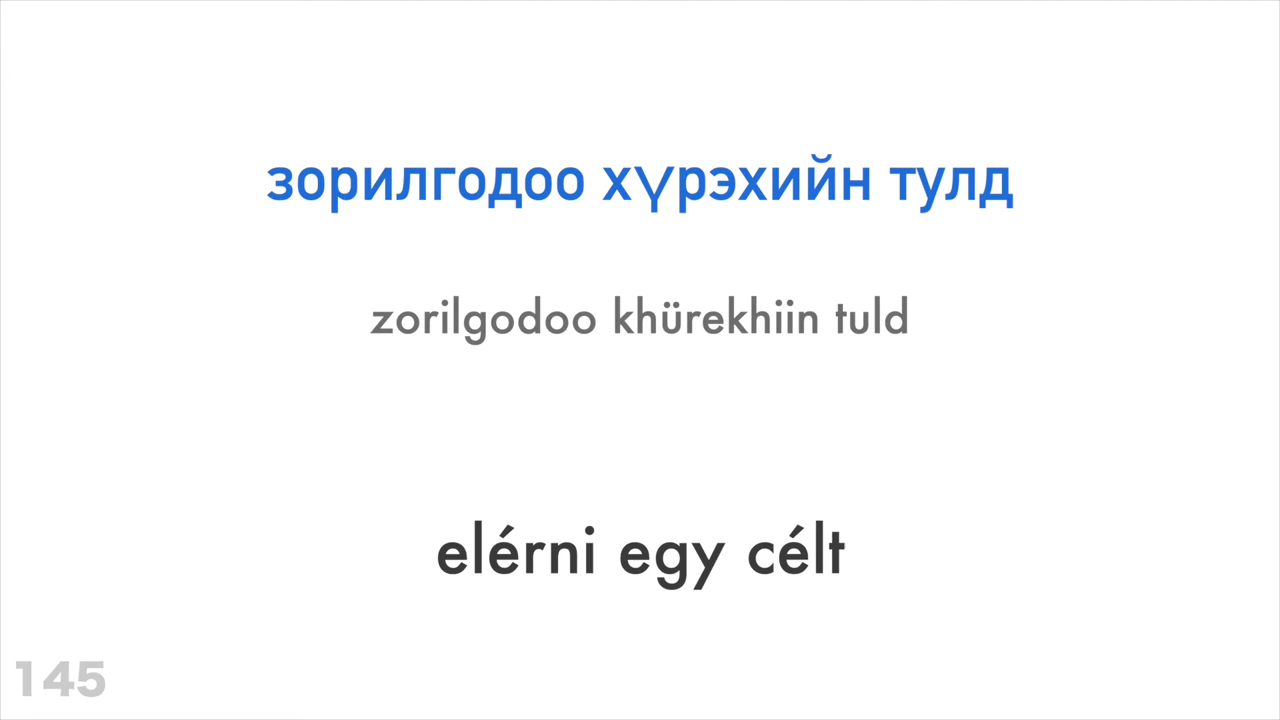 зорилгодоо хүрэхийн тулд
zorilgodoo khürekhiin tuld
elérni egy célt
145